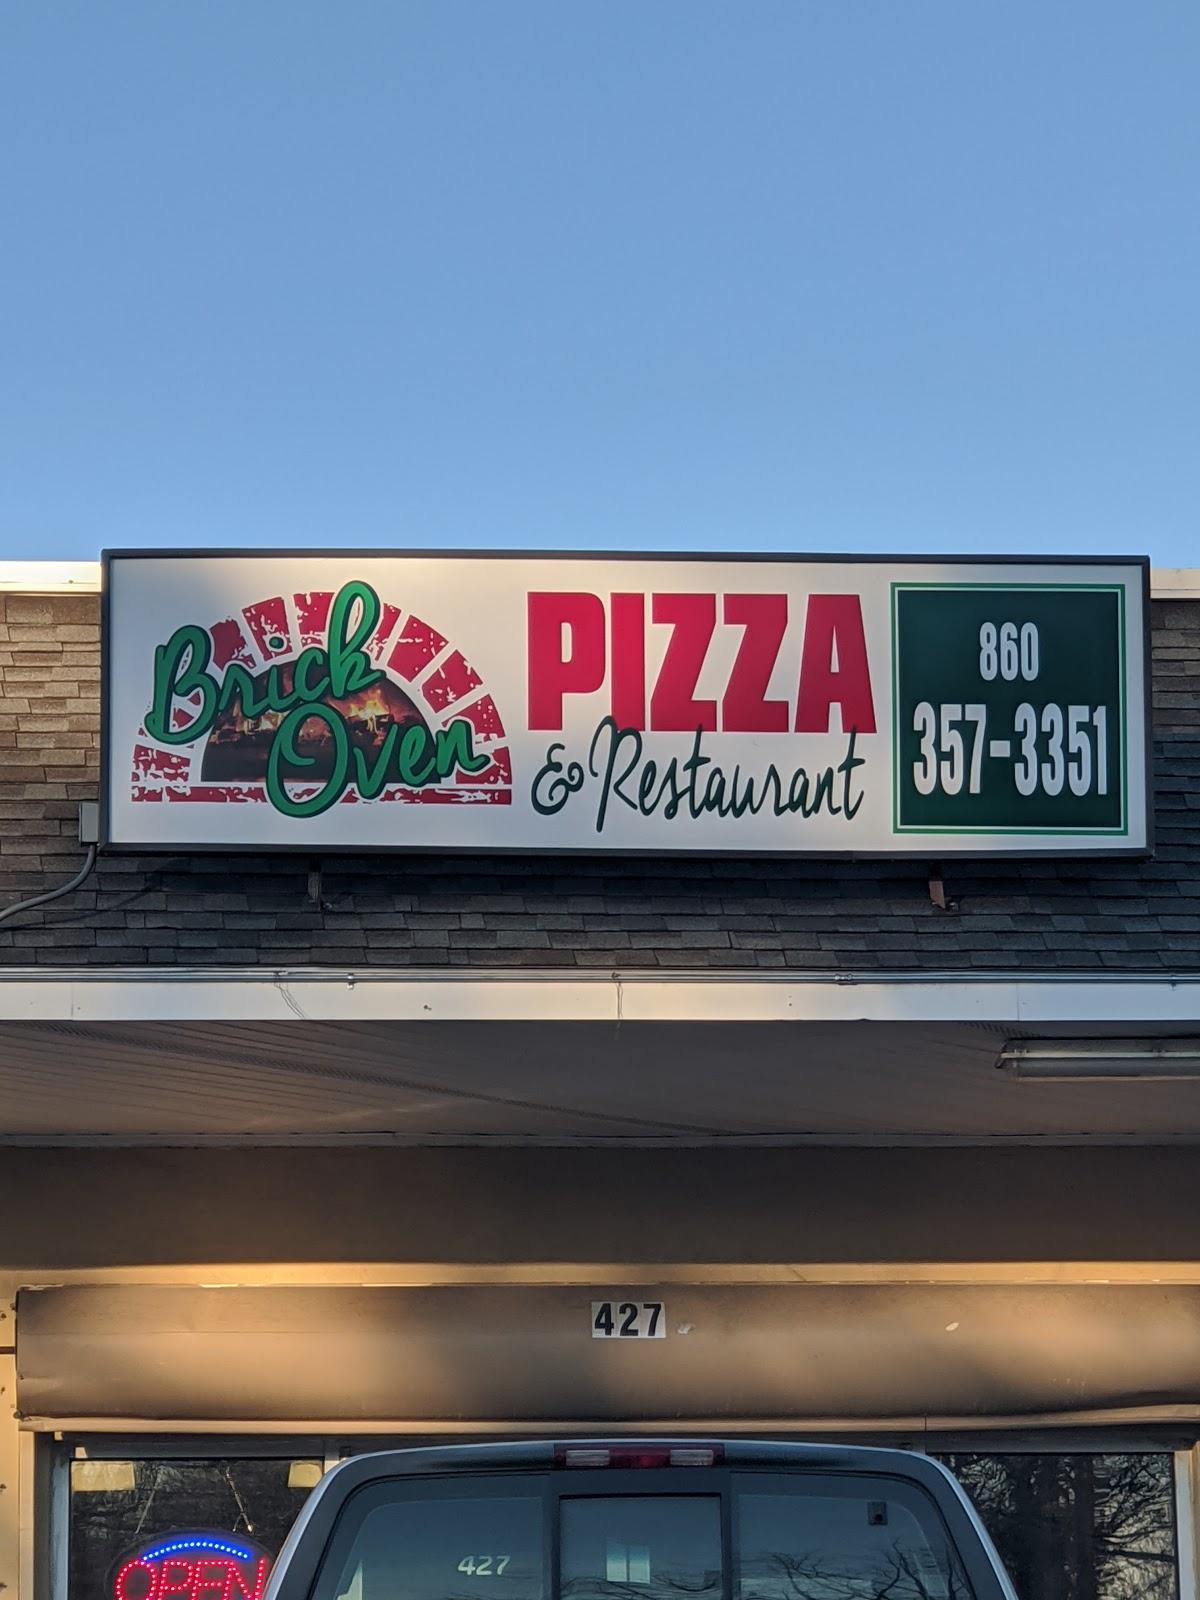 Brick
Oven
PIZZA
& Restaurant
860
357-3351
427
427
OPEN